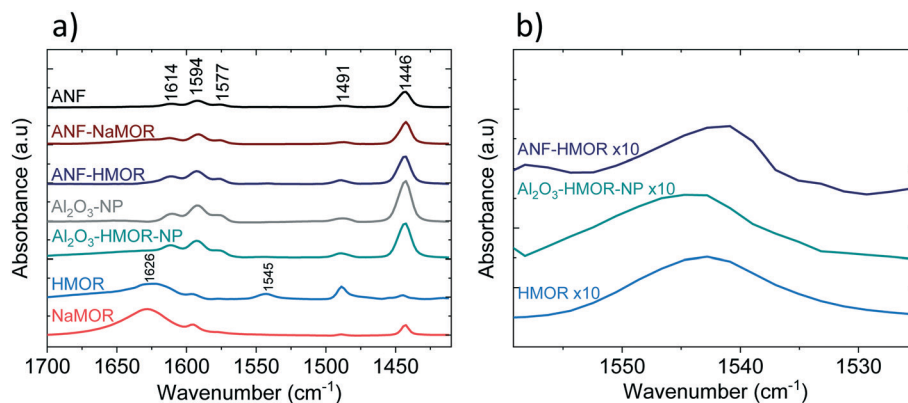 a)
1614
1594
1577
1491
1446
ANF
ANF-NaMOR
ANF-HMOR
Al₂O₃-NP
Al₂O₃-HMOR-NP
1626
1545
HMOR
NaMOR
Absorbance (a.u)
1700
1650
1600
1550
1500
1450
Wavenumber (cm⁻¹)
b)
ANF-HMOR x10
Al₂O₃-HMOR-NP x10
HMOR x10
Absorbance (a.u)
1550
1540
1530
Wavenumber (cm⁻¹)